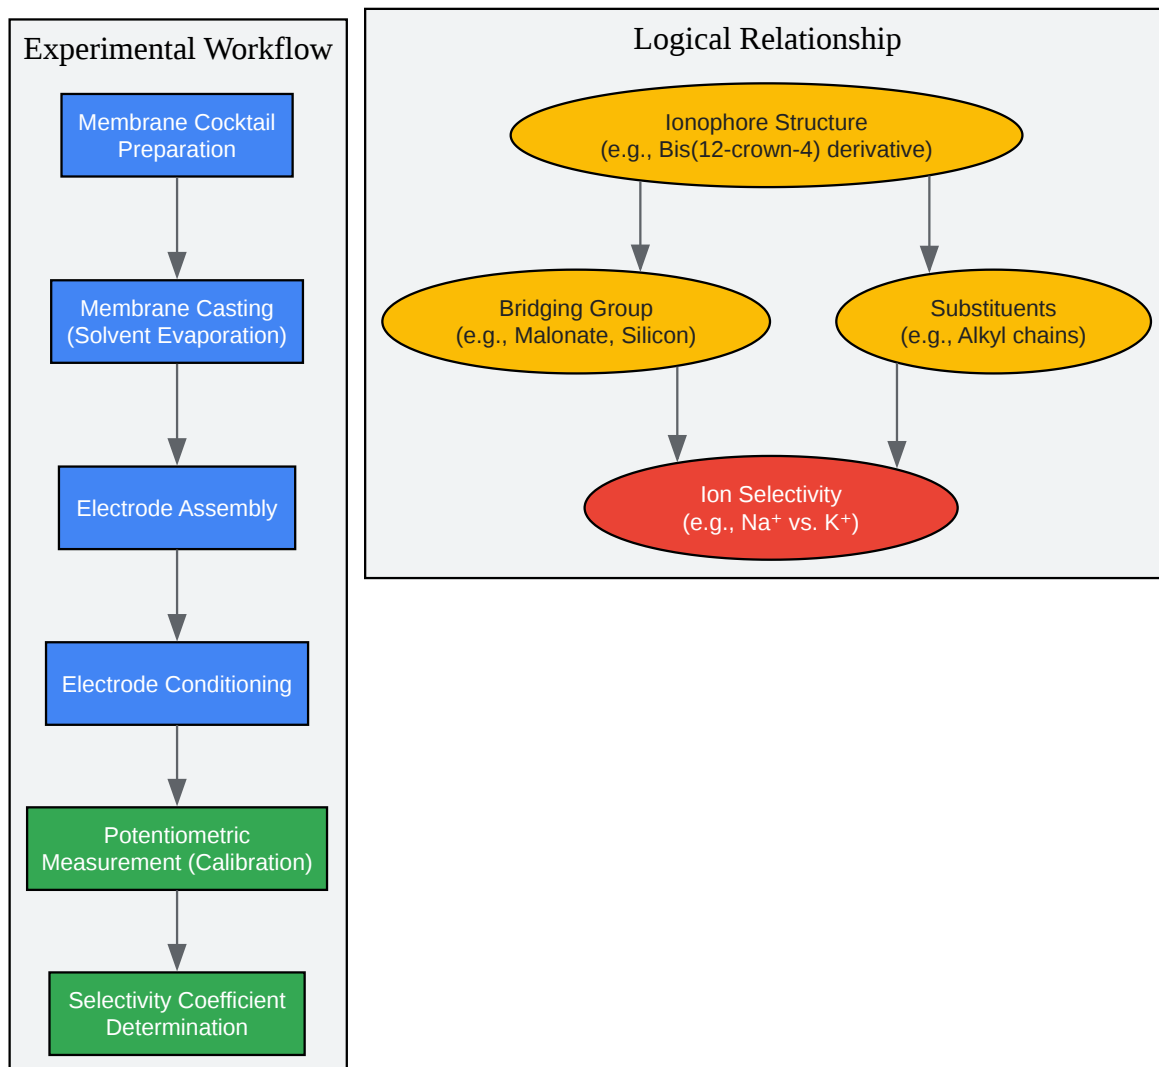 Experimental Workflow
Membrane Cocktail
Preparation
Membrane Casting
(Solvent Evaporation)
Electrode Assembly
Electrode Conditioning
Potentiometric
Measurement (Calibration)
Selectivity Coefficient
Determination
Logical Relationship
Ionophore Structure
(e.g., Bis(12-crown-4) derivative)
Bridging Group
(e.g., Malonate, Silicon)
Substituents
(e.g., Alkyl chains)
Ion Selectivity
(e.g., Na⁺ vs. K⁺)